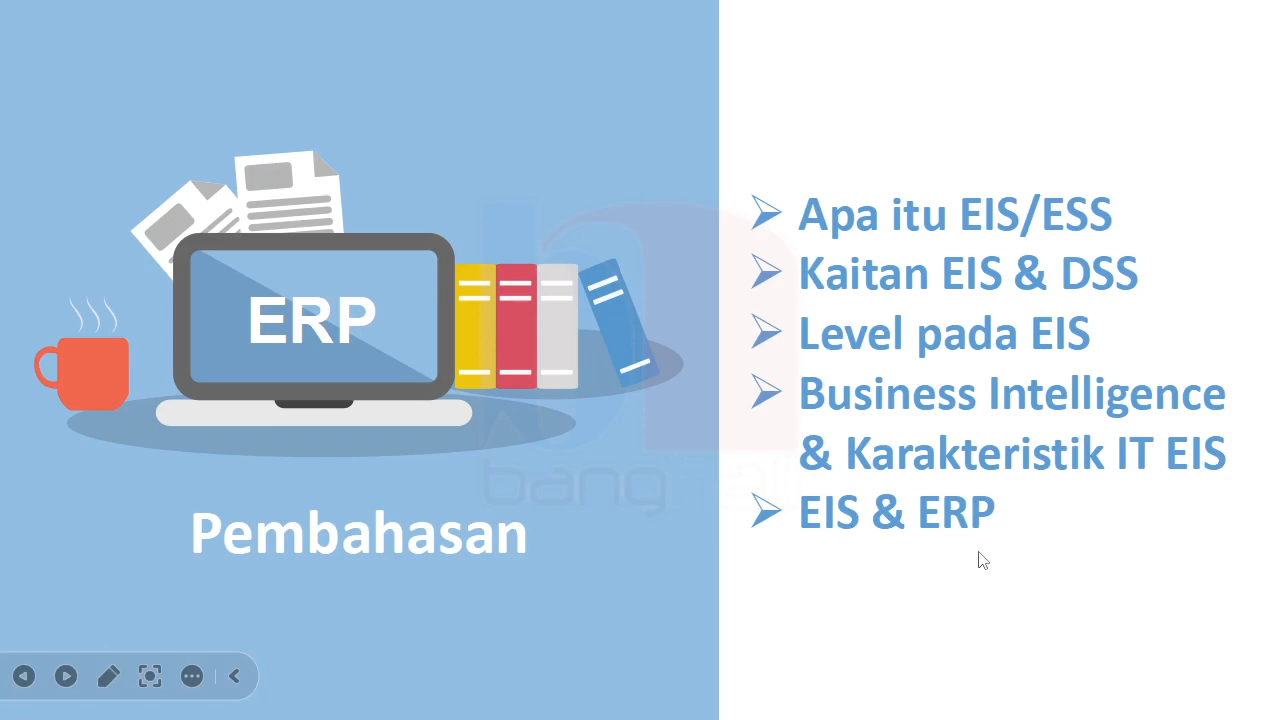 ERP
Pembahasan
Apa itu EIS/ESS
Kaitan EIS & DSS
Level pada EIS
Business Intelligence
& Karakteristik IT EIS
EIS & ERP